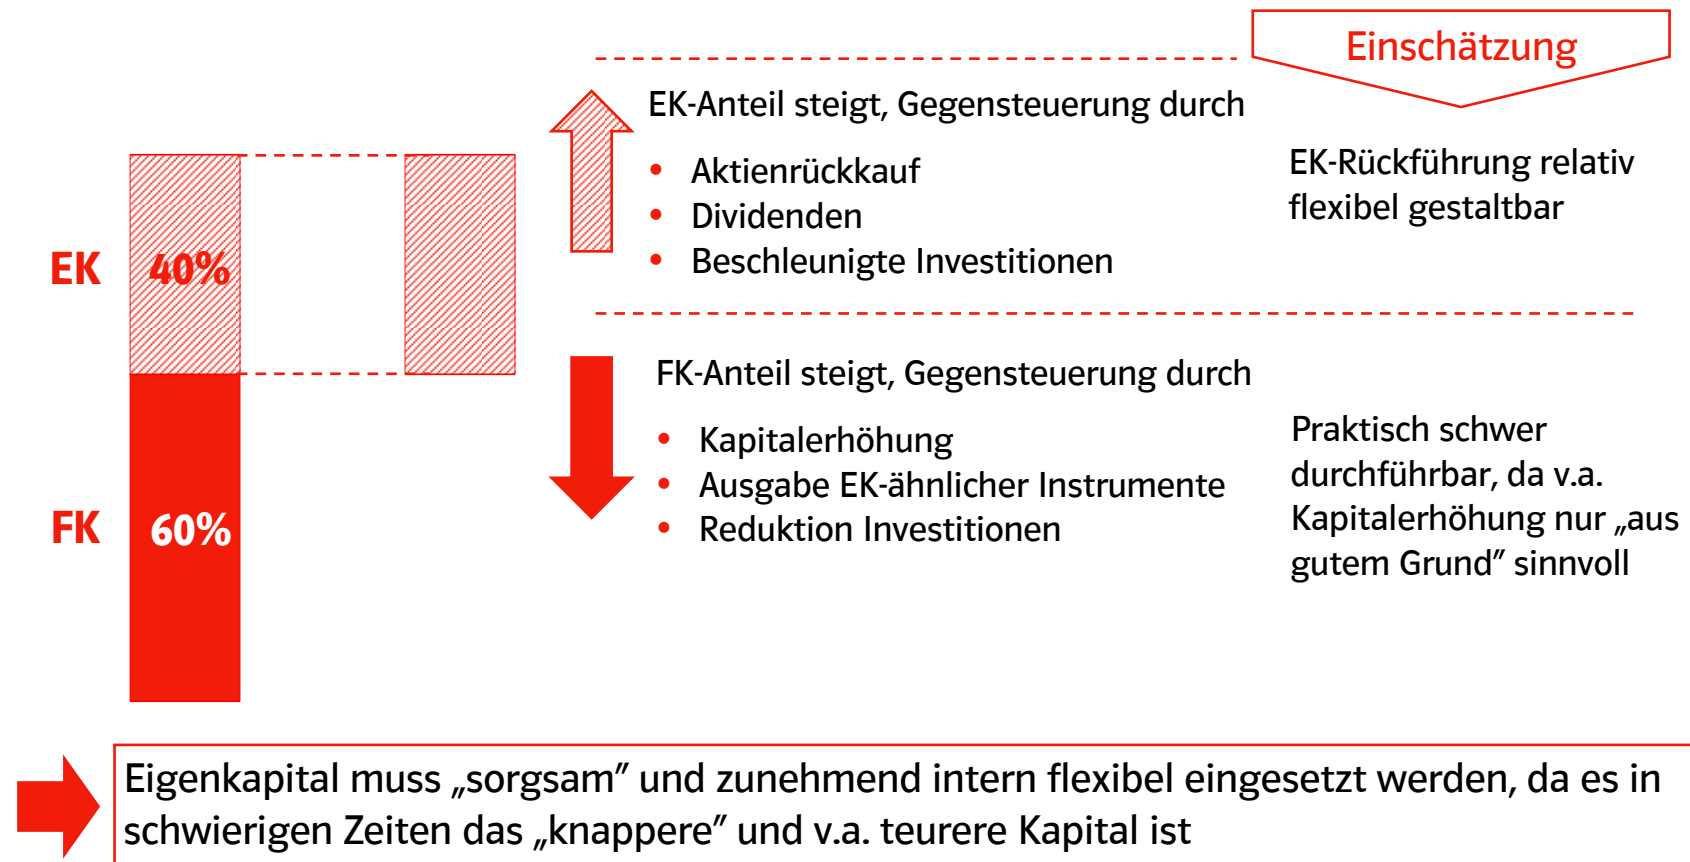 Einschätzung
EK-Anteil steigt, Gegensteuerung durch
• Aktienrückkauf
• Dividenden
• Beschleunigte Investitionen
EK-Rückführung relativ
flexibel gestaltbar
EK
40%
FK-Anteil steigt, Gegensteuerung durch
• Kapitalerhöhung
• Ausgabe EK-ähnlicher Instrumente
• Reduktion Investitionen
Praktisch schwer
durchführbar, da v.a.
Kapitalerhöhung nur „aus
gutem Grund” sinnvoll
FK
60%
Eigenkapital muss „sorgsam” und zunehmend intern flexibel eingesetzt werden, da es in
schwierigen Zeiten das „knappere” und v.a. teurere Kapital ist